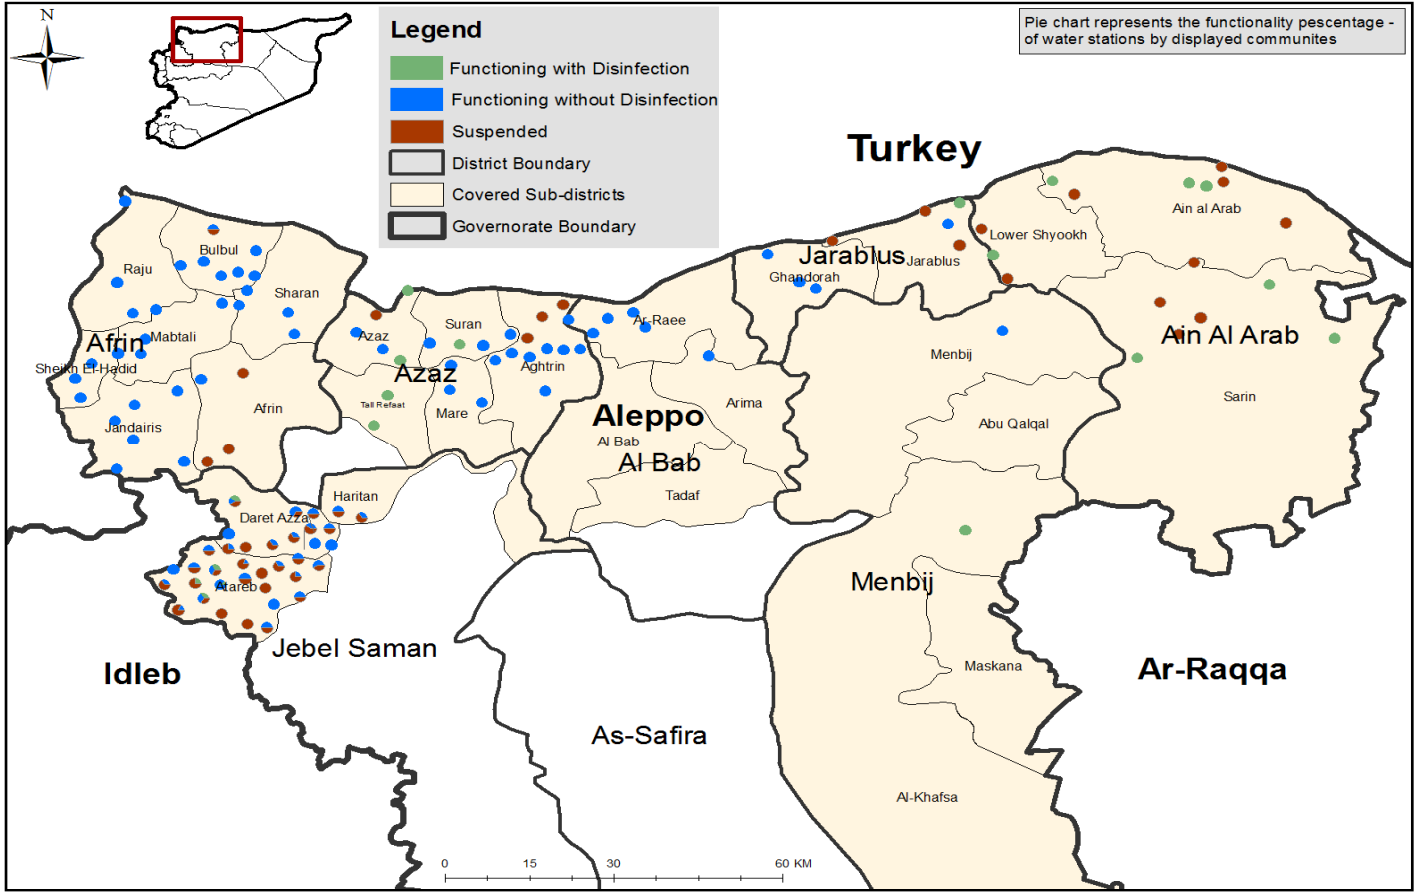 N
Legend
Functioning with Disinfection
Functioning without Disinfection
Suspended
District Boundary
Covered Sub-districts
Governorate Boundary
Pie chart represents the functionality pescentage -
of water stations by displayed communites
Turkey
Bulbul
Raju
Sharan
Mabtali
Afrin
Sheikh El-Hadid
Afrin
Jandairis
Azaz
Suran
Azaz
Aghtrin
Tall Refaat
Mare
Ar-Raee
Jarablus
Ghandorah
Jarablus
Lower Shyookh
Ain al Arab
Ain Al Arab
Menbij
Sarin
Arima
Aleppo
Abu Qalqal
Al Bab
Al Bab
Tadaf
Haritan
Daret Azza
Atareb
Jebel Saman
Idleb
Menbij
Maskana
Ar-Raqqa
As-Safira
Al-Khafsa
0 15 30 60 KM